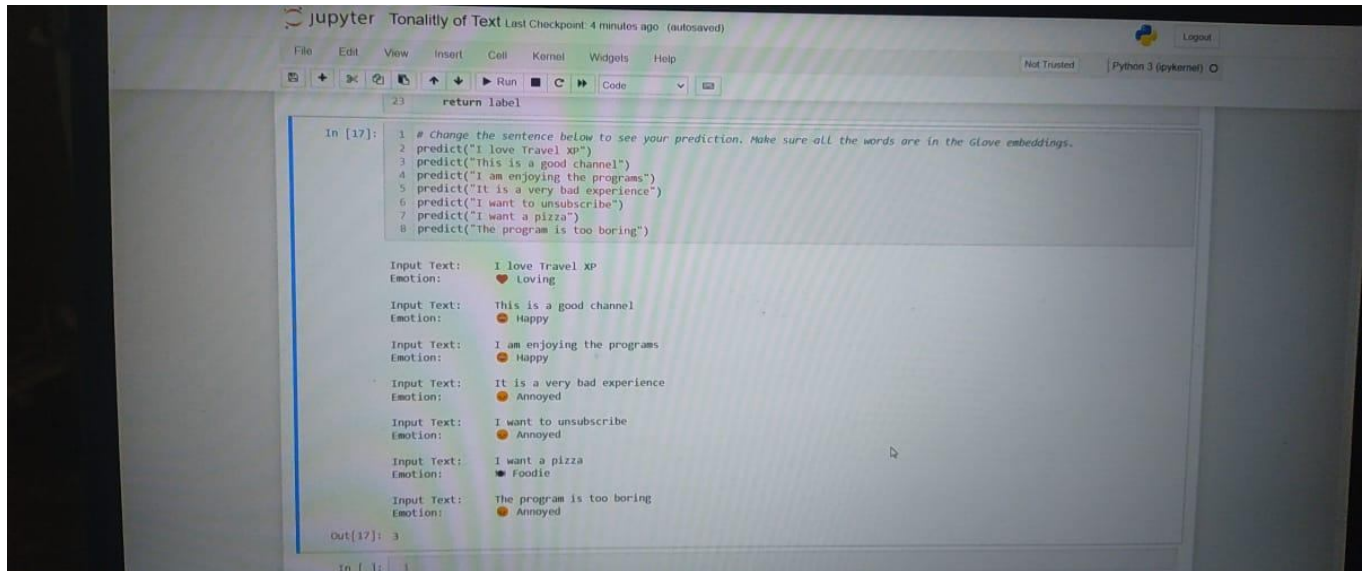 jupyter Tonalitly of Text Last Checkpoint: 4 minutes ago (autosaved)
Logout
File Edit View Insert Cell Kernel Widgets Help
Not Trusted Python 3 (ipykernel)
Run Code
23 return label
In [17]: 1 # Change the sentence below to see your prediction. Make sure all the words are in the Glove embeddings.
2 predict("I love Travel XP")
3 predict("This is a good channel")
4 predict("I am enjoying the programs")
5 predict("It is a very bad experience")
6 predict("I want to unsubscribe")
7 predict("I want a pizza")
8 predict("The program is too boring")
Input Text: I love Travel XP
Emotion: ❤️ Loving
Input Text: This is a good channel
Emotion: Happy
Input Text: I am enjoying the programs
Emotion: Happy
Input Text: It is a very bad experience
Emotion: Annoyed
Input Text: I want to unsubscribe
Emotion: Annoyed
Input Text: I want a pizza
Emotion: 🍽 Foodie
Input Text: The program is too boring
Emotion: Annoyed
Out[17]: 3
In [ ]: 1